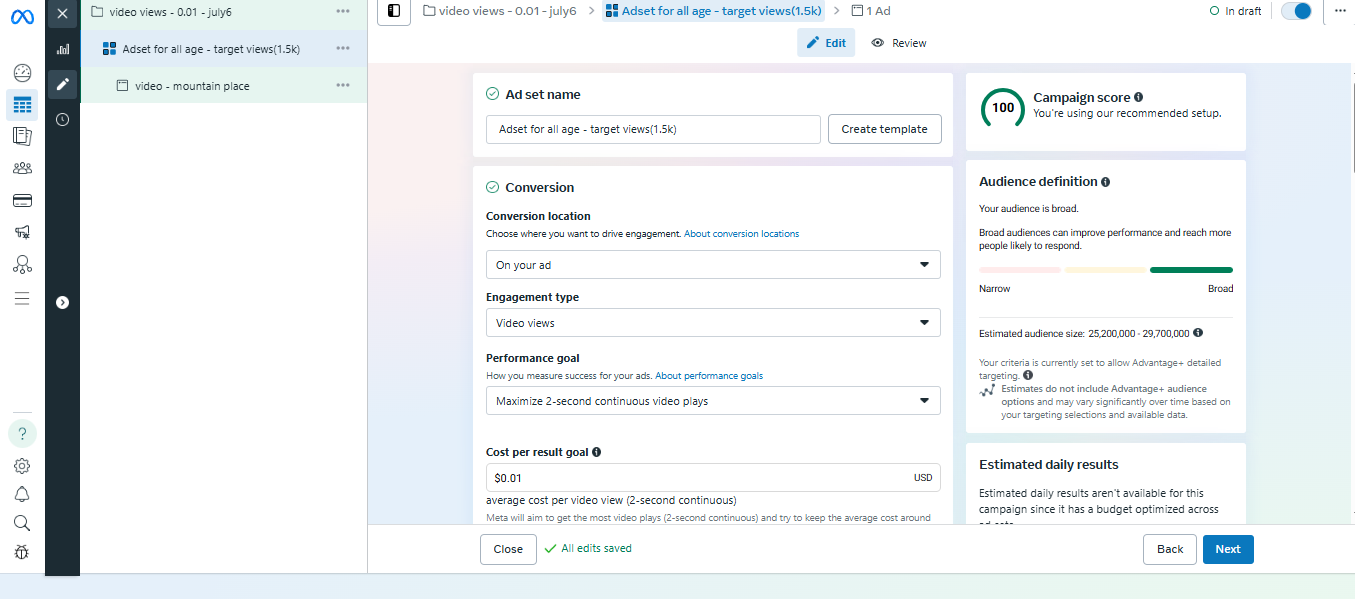 video views - 0.01 - july6
Adset for all age - target views(1.5k)
video - mountain place
video views - 0.01 - july6
Adset for all age - target views(1.5k)
1 Ad
In draft
Edit
Review
Ad set name
Adset for all age - target views(1.5k)
Create template
Conversion
Conversion location
Choose where you want to drive engagement. About conversion locations
On your ad
Engagement type
Video views
Performance goal
How you measure success for your ads. About performance goals
Maximize 2-second continuous video plays
Cost per result goal
$0.01
USD
average cost per video view (2-second continuous)
Meta will aim to get the most video plays (2-second continuous) and try to keep the average cost around
Close
All edits saved
Back
Next
100
Campaign score
You're using our recommended setup.
Audience definition
Your audience is broad.
Broad audiences can improve performance and reach more
people likely to respond.
Narrow
Broad
Estimated audience size: 25,200,000 - 29,700,000
Your criteria is currently set to allow Advantage+ detailed
targeting.
Estimates do not include Advantage+ audience
options and may vary significantly over time based on
your targeting selections and available data.
Estimated daily results
Estimated daily results aren't available for this
campaign since it has a budget optimized across